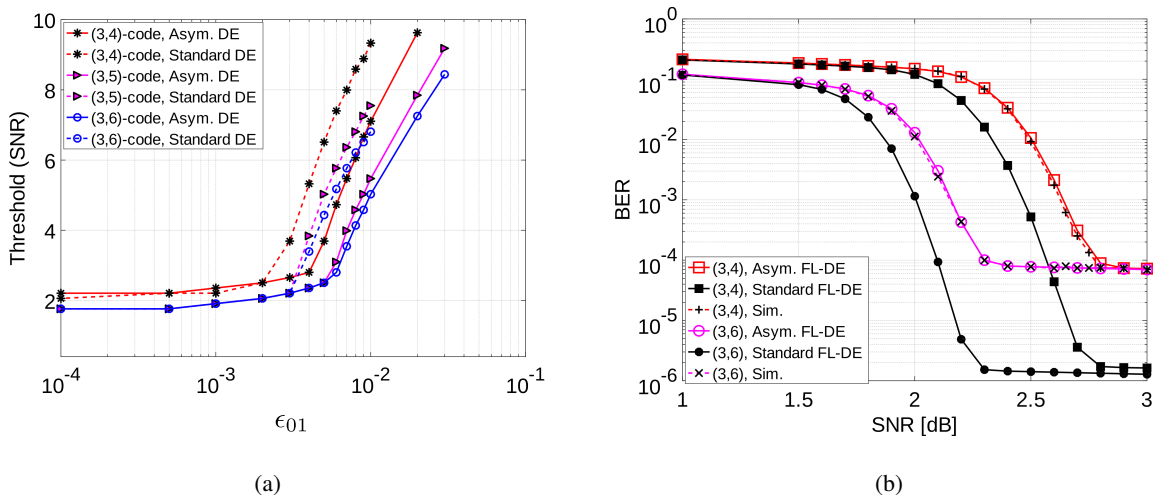 10
8
6
4
2
Threshold (SNR)
(3,4)-code, Asym. DE
(3,4)-code, Standard DE
(3,5)-code, Asym. DE
(3,5)-code, Standard DE
(3,6)-code, Asym. DE
(3,6)-code, Standard DE
10^-4 10^-3 10^-2 10^-1
ϵ01
(a)
10^0
10^-1
10^-2
10^-3
10^-4
10^-5
10^-6
BER
(3,4), Asym. FL-DE
(3,4), Standard FL-DE
(3,4), Sim.
(3,6), Asym. FL-DE
(3,6), Standard FL-DE
(3,6), Sim.
1 1.5 2 2.5 3
SNR [dB]
(b)